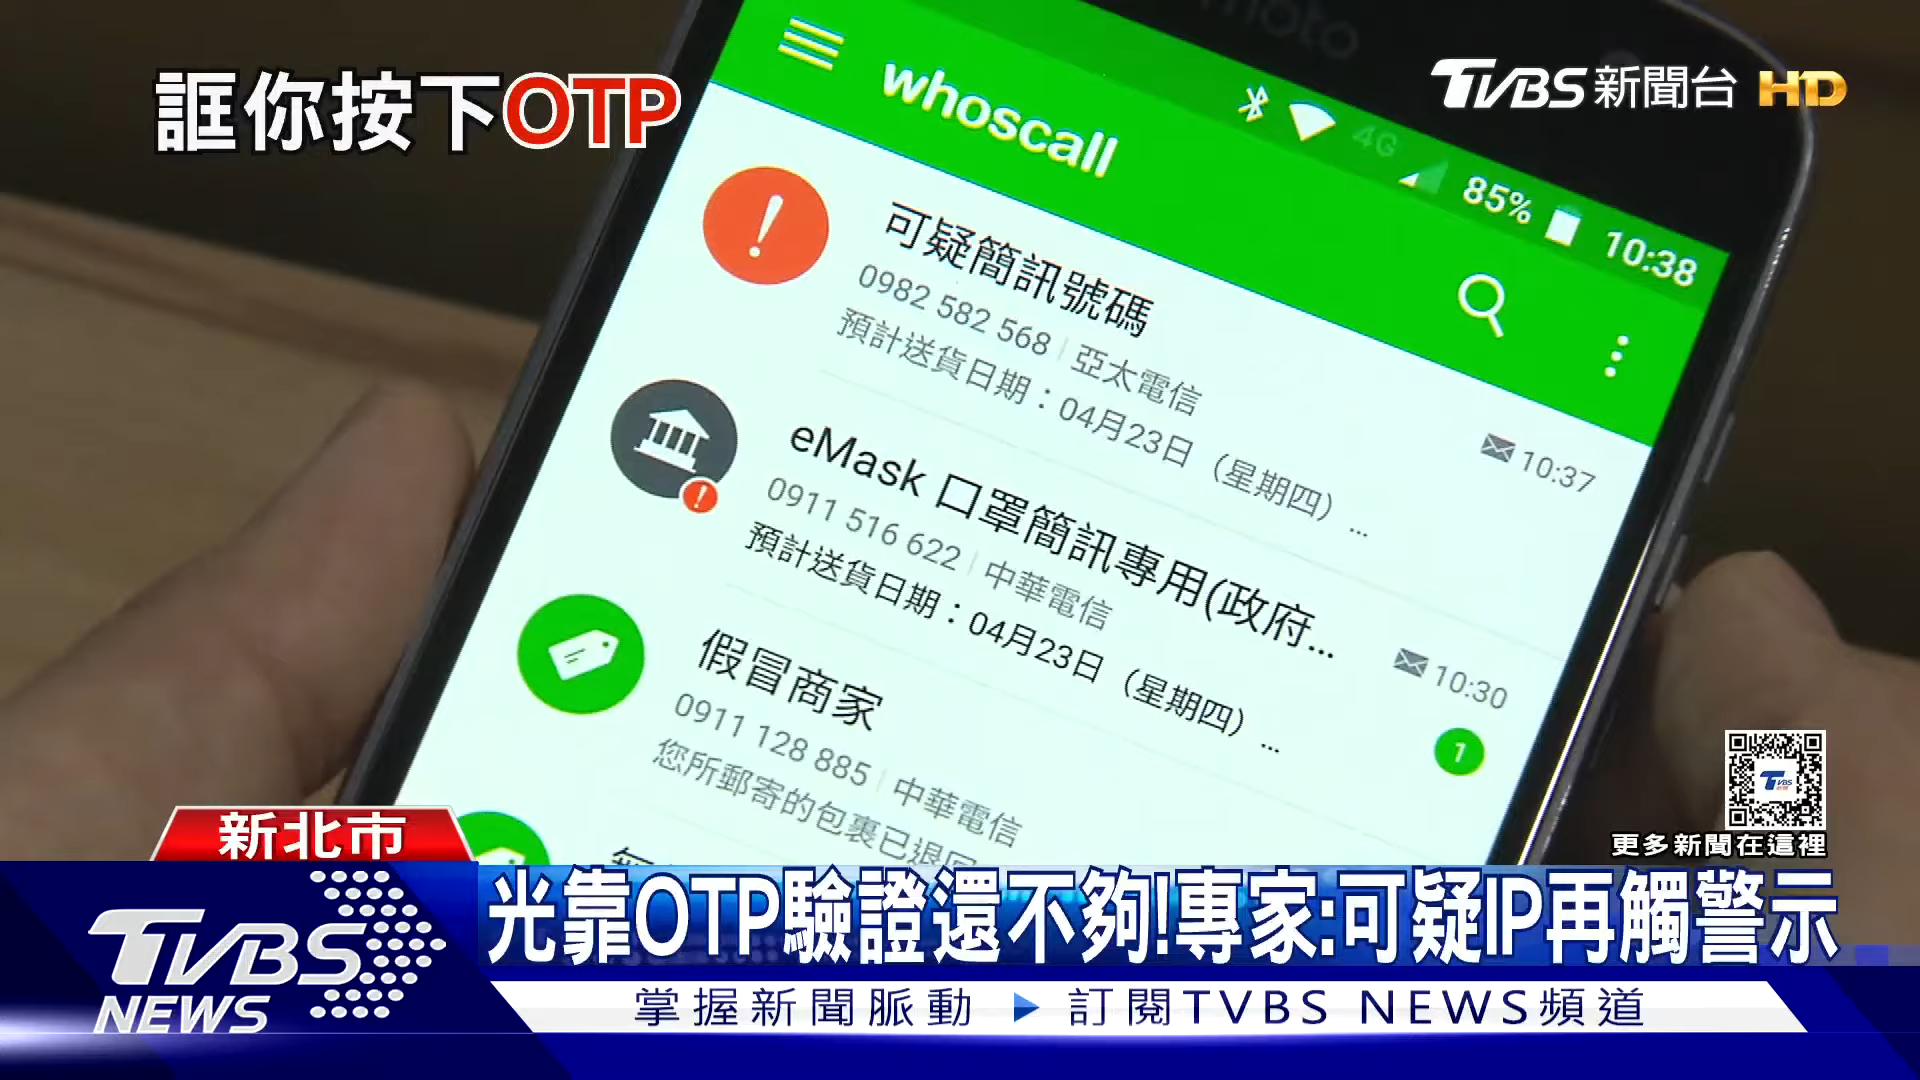 誆你按下OTP
TVBS新聞台 HD
moto
4G 85% 10:38
whoscall
可疑簡訊號碼
0982 582 568 | 亞太電信
預計送貨日期：04月23日（星期四）...
10:37
eMask 口罩簡訊專用(政府...
0911 516 622 | 中華電信
預計送貨日期：04月23日（星期四）...
10:30
1
假冒商家
0911 128 885 | 中華電信
您所郵寄的包裹已退回
TVBS
更多新聞在這裡
新北市
光靠OTP驗證還不夠!專家:可疑IP再觸警示
TVBS NEWS
掌握新聞脈動 ▶ 訂閱TVBS NEWS頻道